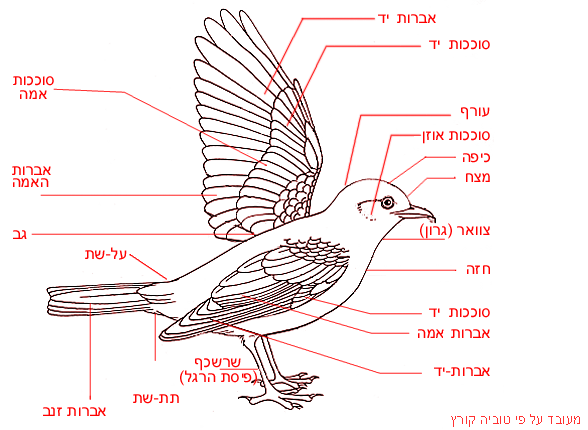 אברות יד
סוככות יד
סוככות
אמה
עורף
סוככות אוזן
כיפה
מצח
אברות
האמה
צוואר (גרון)
גב
על-שת
חזה
סוככות יד
אברות אמה
שרשכף
(פיסת הרגל)
אברות-יד
תת-שת
אברות זנב
מעובד על פי טוביה קורץ